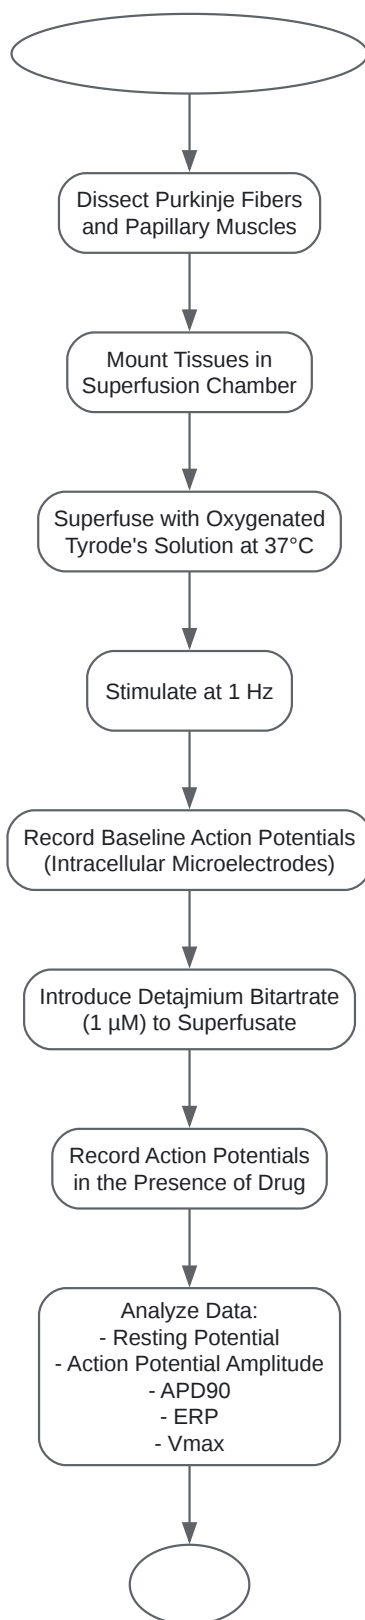 Dissect Purkinje Fibers
and Papillary Muscles
Mount Tissues in
Superfusion Chamber
Superfuse with Oxygenated
Tyrode's Solution at 37°C
Stimulate at 1 Hz
Record Baseline Action Potentials
(Intracellular Microelectrodes)
Introduce Detajmium Bitartrate
(1 µM) to Superfusate
Record Action Potentials
in the Presence of Drug
Analyze Data:
- Resting Potential
- Action Potential Amplitude
- APD90
- ERP
- Vmax